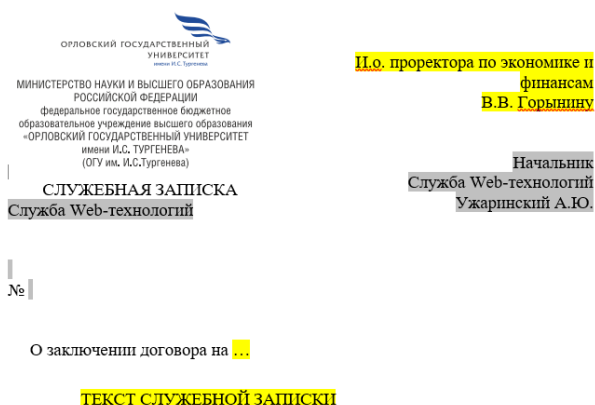 ОРЛОВСКИЙ ГОСУДАРСТВЕННЫЙ
УНИВЕРСИТЕТ
имени И.С. Тургенева
МИНИСТЕРСТВО НАУКИ И ВЫСШЕГО ОБРАЗОВАНИЯ
РОССИЙСКОЙ ФЕДЕРАЦИИ
федеральное государственное бюджетное
образовательное учреждение высшего образования
«ОРЛОВСКИЙ ГОСУДАРСТВЕННЫЙ УНИВЕРСИТЕТ
имени И.С. ТУРГЕНЕВА»
(ОГУ им. И.С.Тургенева)
СЛУЖЕБНАЯ ЗАПИСКА
Служба Web-технологий
И.о. проректора по экономике и
финансам
В.В. Горынину
Начальник
Служба Web-технологий
Ужаринский А.Ю.
№
О заключении договора на …
ТЕКСТ СЛУЖЕБНОЙ ЗАПИСКИ